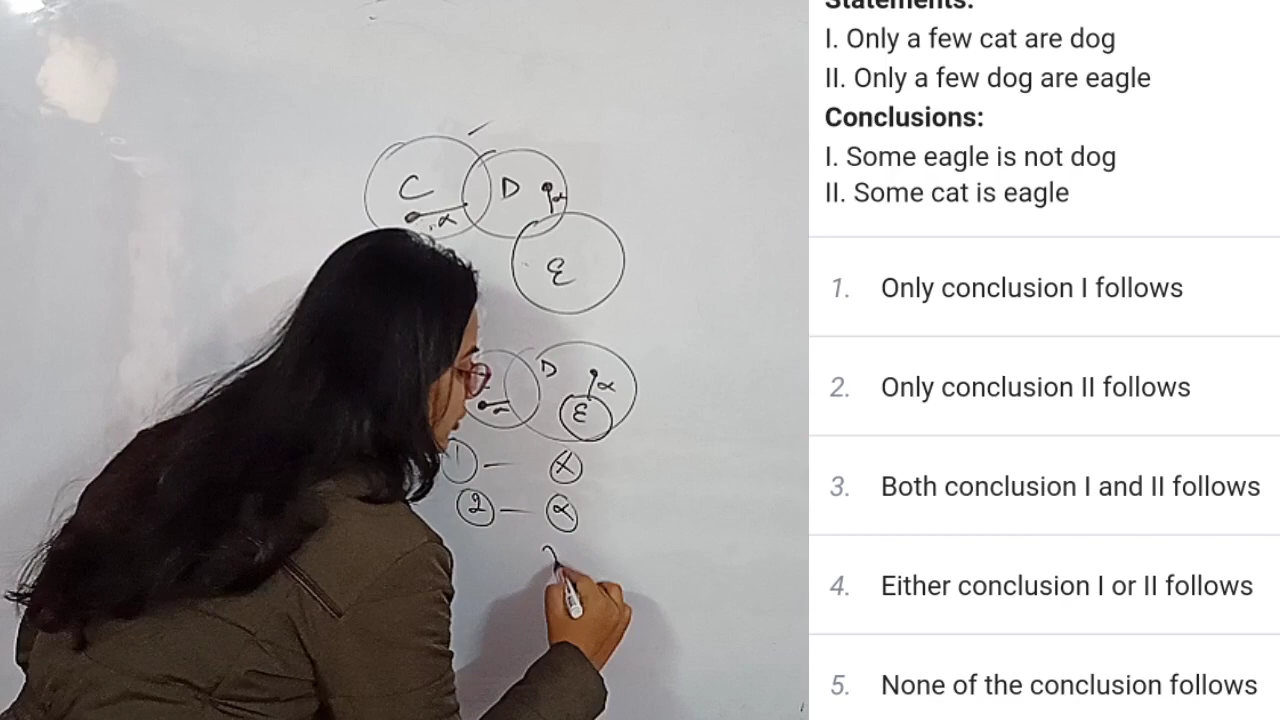 C D α
α
ε
D α
ε
1 – ×
2 – α
Statements:
I. Only a few cat are dog
II. Only a few dog are eagle
Conclusions:
I. Some eagle is not dog
II. Some cat is eagle
1. Only conclusion I follows
2. Only conclusion II follows
3. Both conclusion I and II follows
4. Either conclusion I or II follows
5. None of the conclusion follows